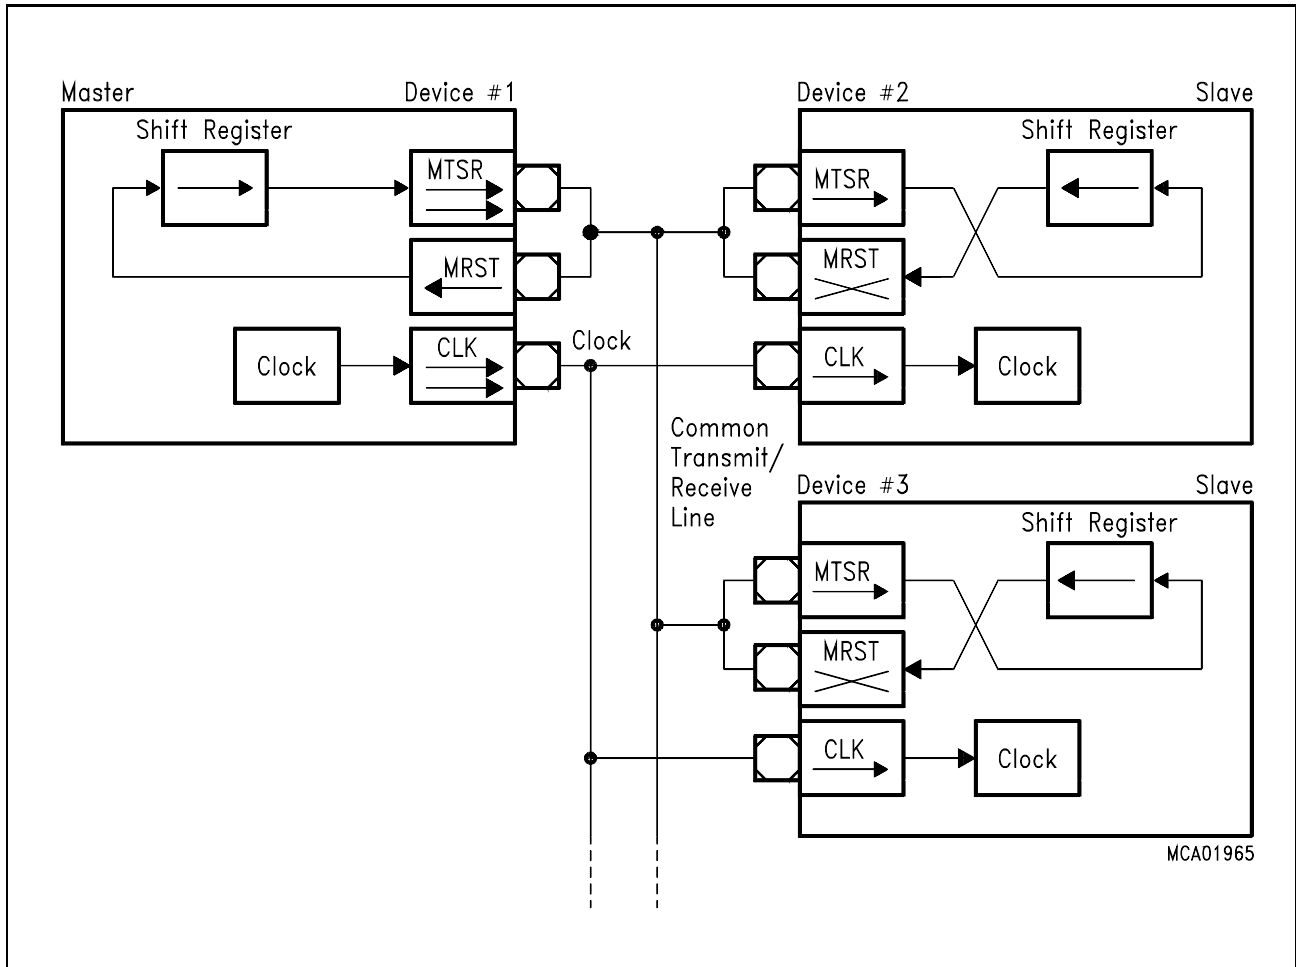 Master Device #1
Shift Register
MTSR
MRST
CLK
Clock
Clock
Common
Transmit/
Receive
Line
Device #2 Slave
Shift Register
MTSR
MRST
CLK
Clock
Device #3 Slave
Shift Register
MTSR
MRST
CLK
Clock
MCA01965